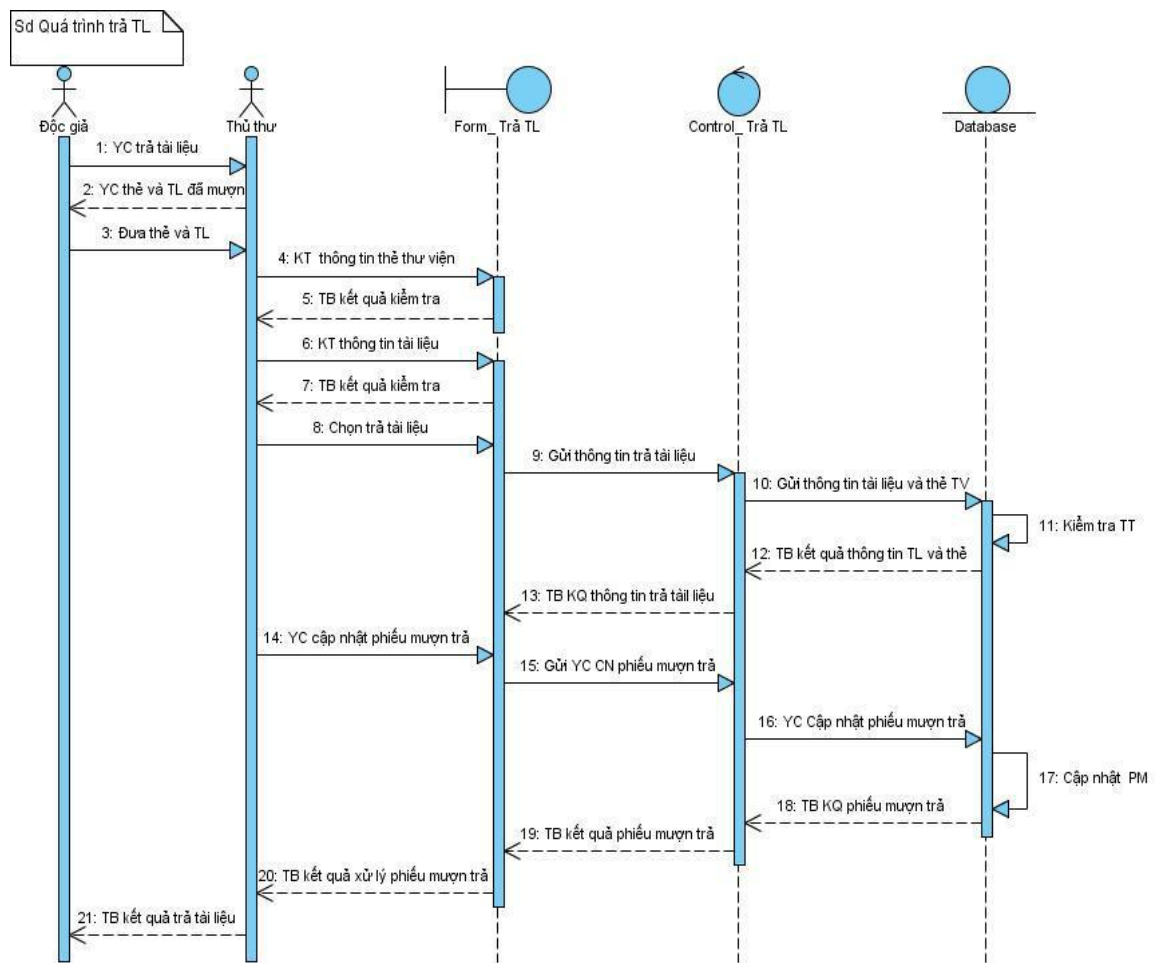 Sd Quá trình trả TL
Độc giả
Thủ thư
Form_ Trả TL
Control_ Trả TL
Database
1: YC trả tài liệu
2: YC thẻ và TL đã mượn
3: Đưa thẻ và TL
4: KT thông tin thẻ thư viện
5: TB kết quả kiểm tra
6: KT thông tin tài liệu
7: TB kết quả kiểm tra
8: Chọn trả tài liệu
9: Gửi thông tin trả tài liệu
10: Gửi thông tin tài liệu và thẻ TV
11: Kiểm tra TT
12: TB kết quả thông tin TL và thẻ
13: TB KQ thông tin trả tàil liệu
14: YC cập nhật phiếu mượn trả
15: Gửi YC CN phiếu mượn trả
16: YC Cập nhật phiếu mượn trả
17: Cập nhật PM
18: TB KQ phiếu mượn trả
19: TB kết quả phiếu mượn trả
20: TB kết quả xử lý phiếu mượn trả
21: TB kết quả trả tài liệu